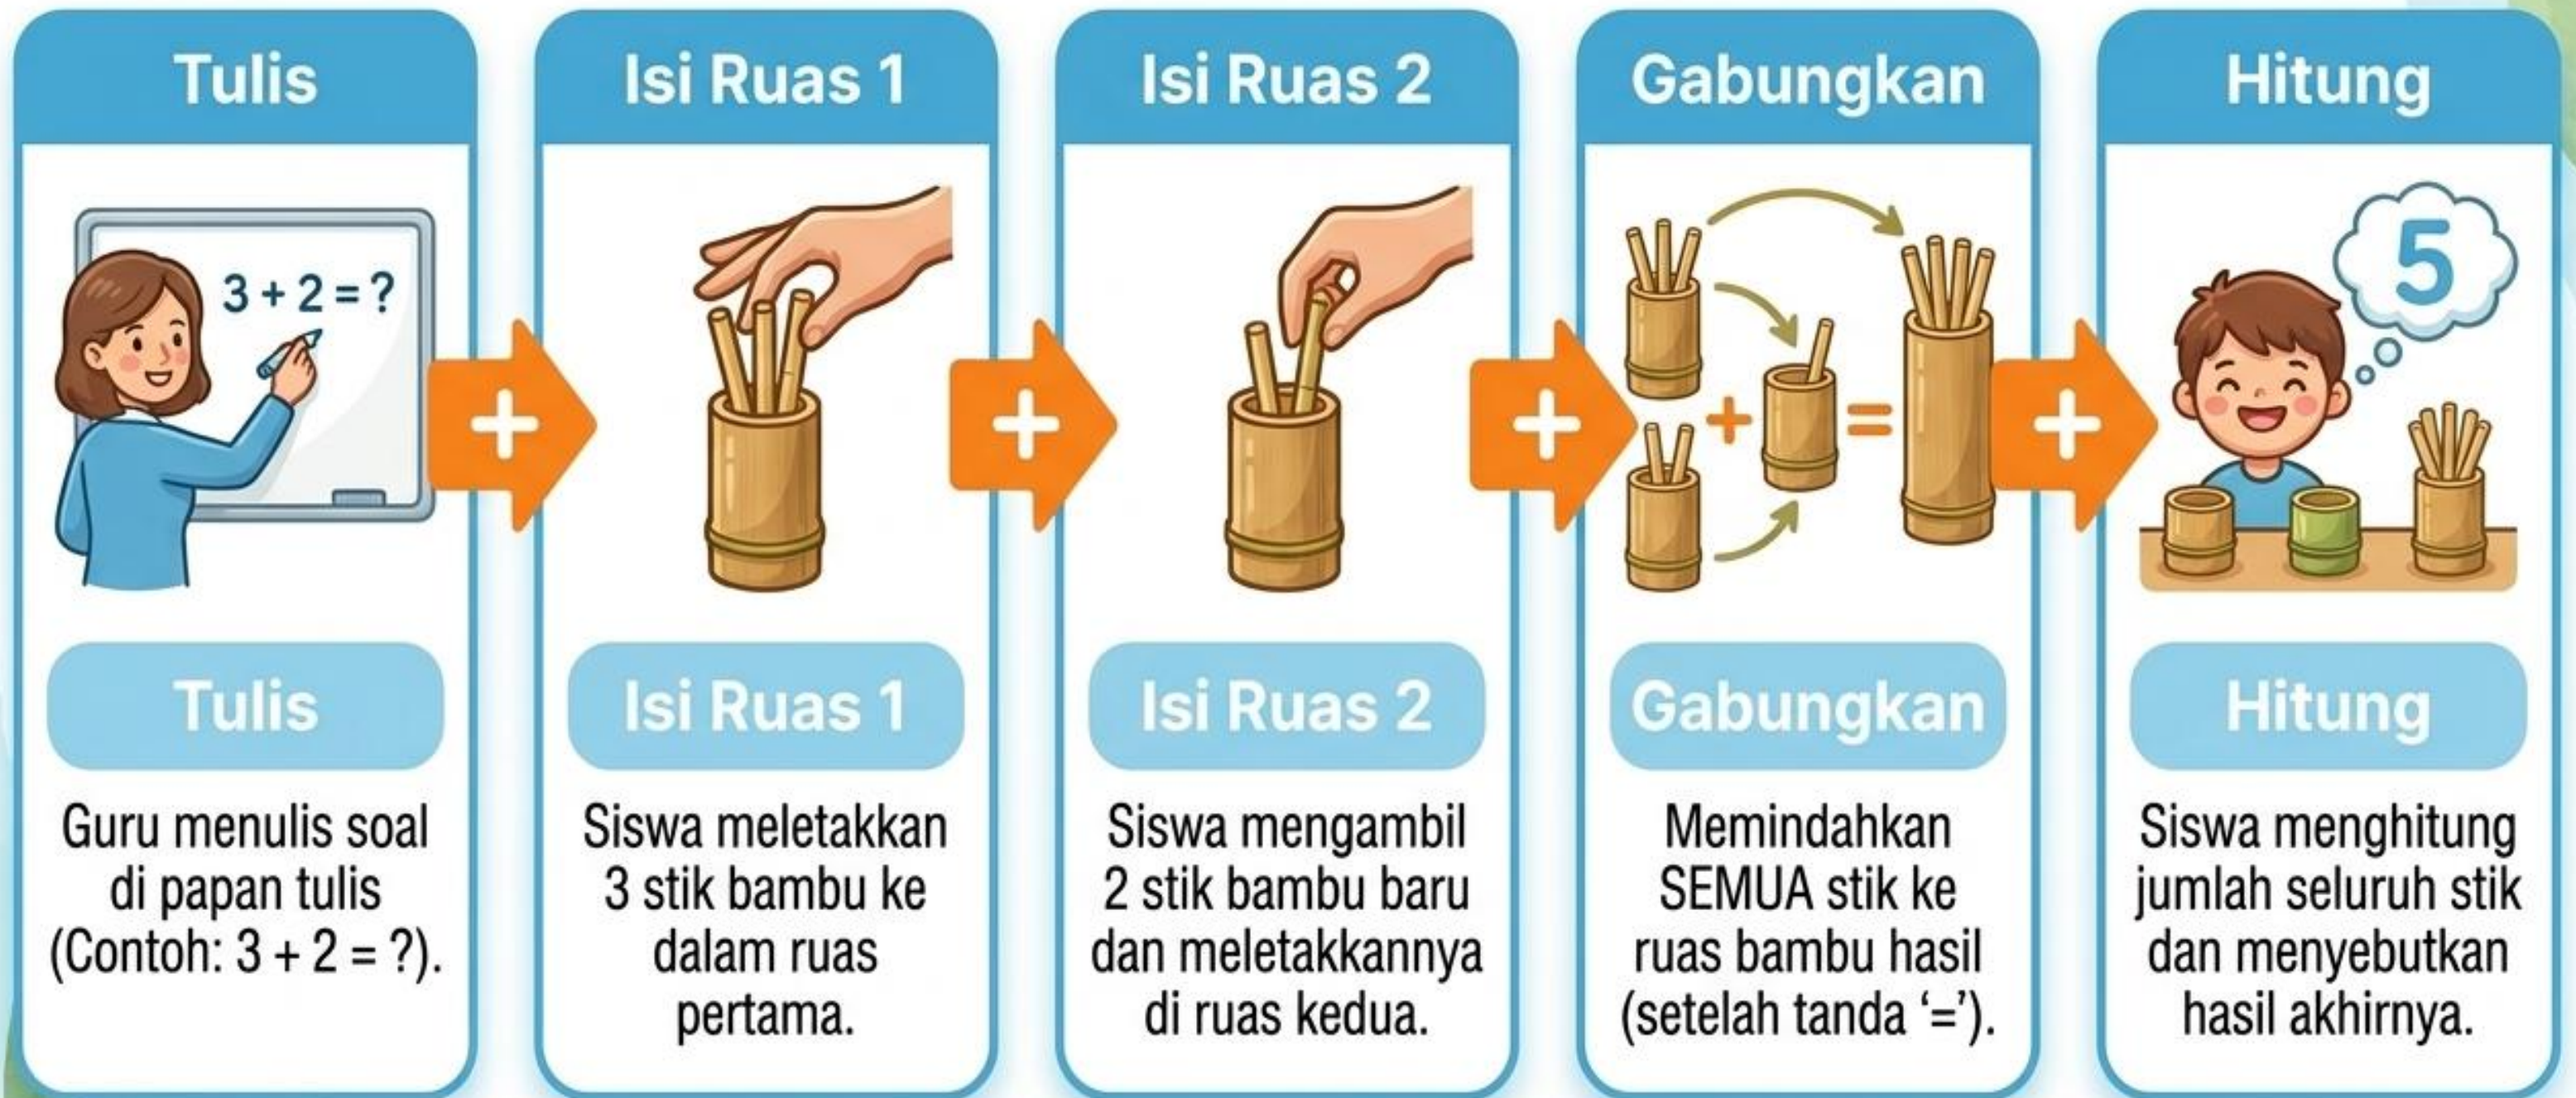 Tulis
3 + 2 = ?
Tulis
Guru menulis soal
di papan tulis
(Contoh: 3 + 2 = ?).
+
Isi Ruas 1
Isi Ruas 1
Siswa meletakkan
3 stik bambu ke
dalam ruas
pertama.
+
Isi Ruas 2
Isi Ruas 2
Siswa mengambil
2 stik bambu baru
dan meletakkannya
di ruas kedua.
+
Gabungkan
+ =
Gabungkan
Memindahkan
SEMUA stik ke
ruas bambu hasil
(setelah tanda ‘=’).
+
Hitung
5
Hitung
Siswa menghitung
jumlah seluruh stik
dan menyebutkan
hasil akhirnya.